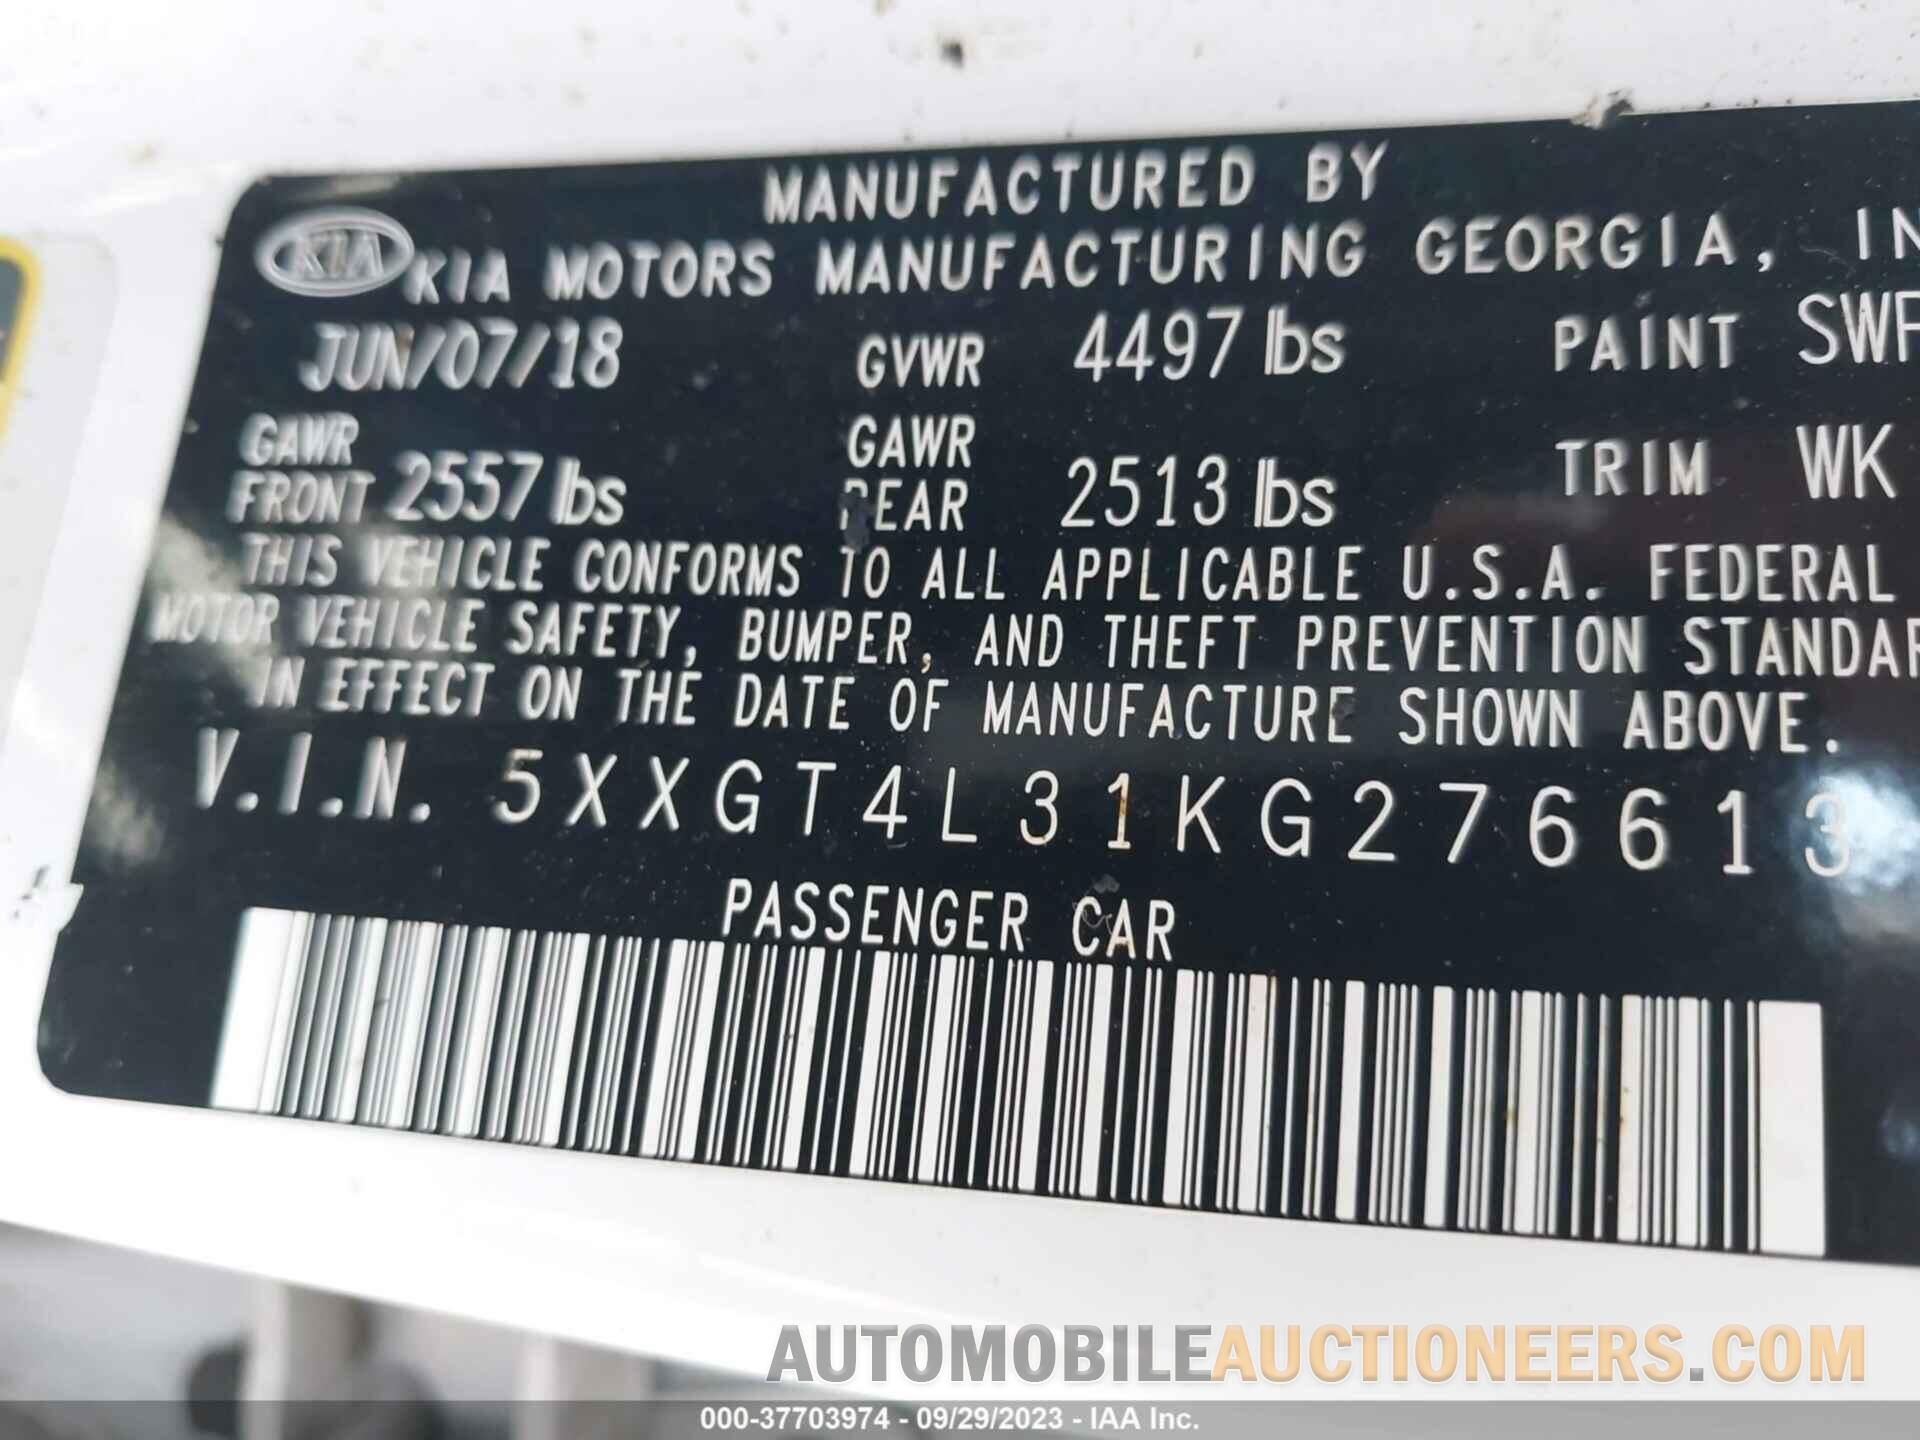 MANUFACTURED BY
KIA KIA MOTORS MANUFACTURING GEORGIA, IN
JUN/07/18 GVWR 4497 lbs PAINT SWP
GAWR FRONT 2557 lbs GAWR REAR 2513 lbs TRIM WK
THIS VEHICLE CONFORMS TO ALL APPLICABLE U.S.A. FEDERAL
MOTOR VEHICLE SAFETY, BUMPER, AND THEFT PREVENTION STANDAR
IN EFFECT ON THE DATE OF MANUFACTURE SHOWN ABOVE.
V.I.N. 5XXGT4L31KG276613
PASSENGER CAR
AUTOMOBILEAUCTIONEERS.COM
000-37703974 - 09/29/2023 - IAA Inc.